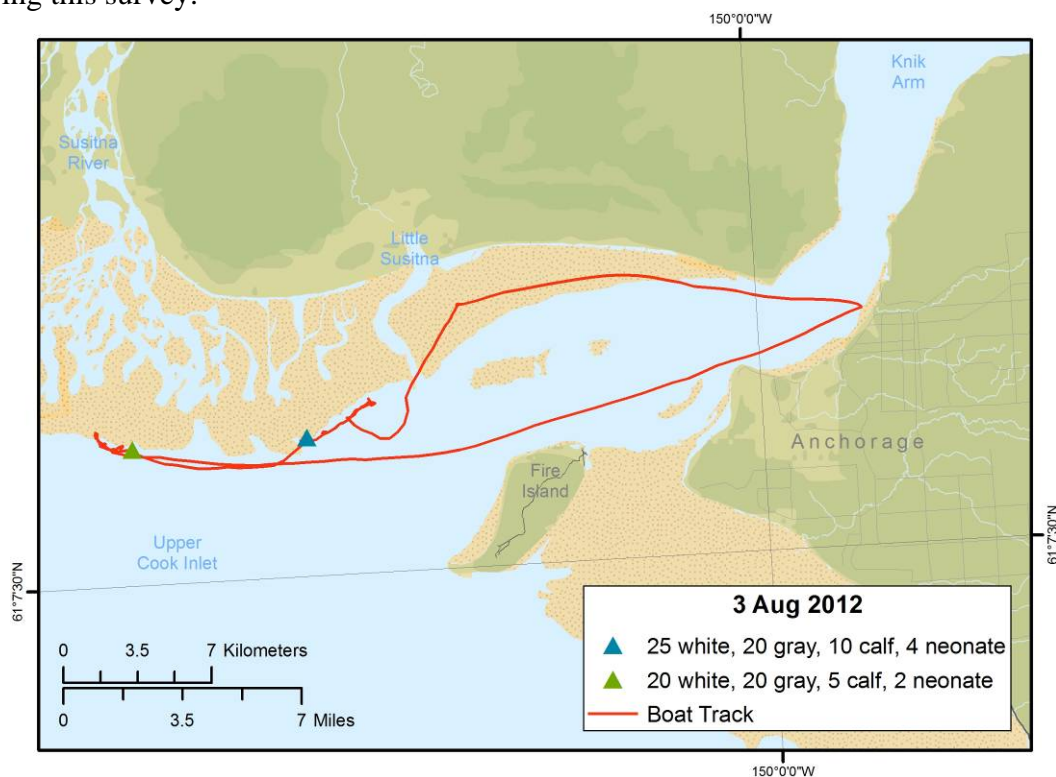 ing this survey.
150°0'0"W
Knik
Arm
Susitna
River
Little
Susitna
Anchorage
Fire
Island
Upper
Cook Inlet
61°7'30"N
61°7'30"N
3 Aug 2012
25 white, 20 gray, 10 calf, 4 neonate
20 white, 20 gray, 5 calf, 2 neonate
Boat Track
0 3.5 7 Kilometers
0 3.5 7 Miles
150°0'0"W